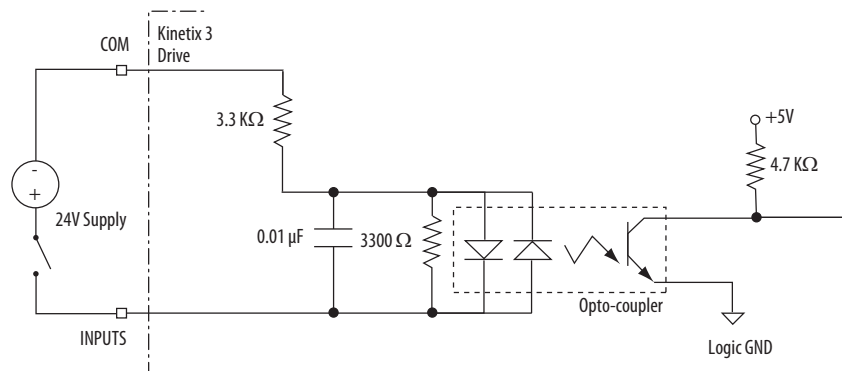 Kinetix 3
Drive
COM
3.3 KΩ
+5V
4.7 KΩ
-
+
24V Supply
0.01 µF
3300 Ω
Opto-coupler
INPUTS
Logic GND